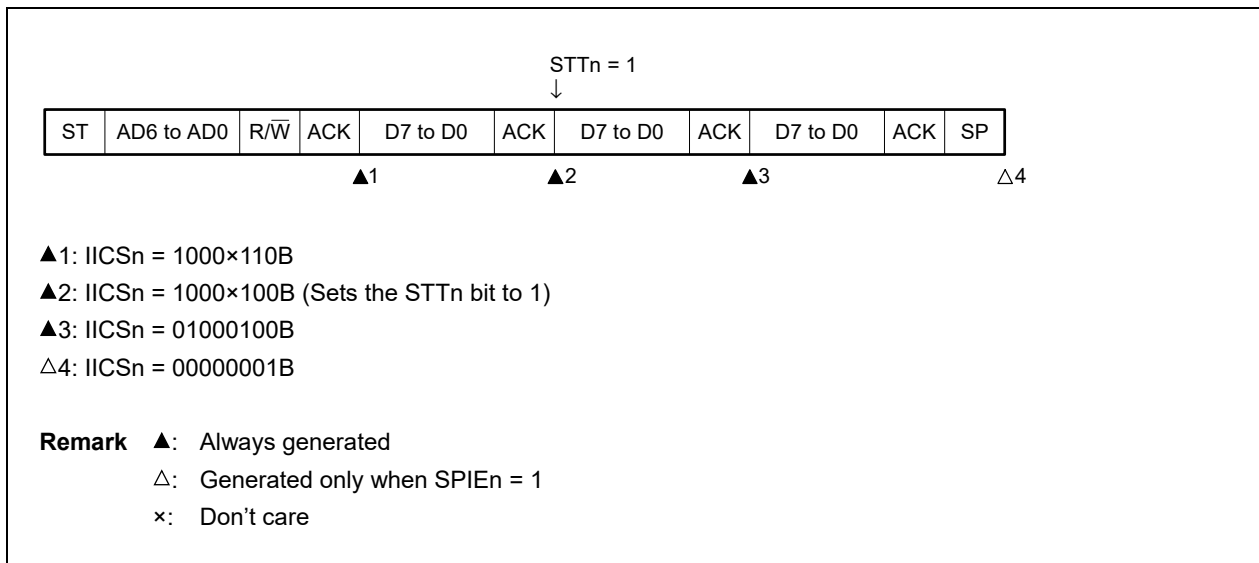 STTn = 1
↓
ST AD6 to AD0 R/W̅ ACK D7 to D0 ACK D7 to D0 ACK D7 to D0 ACK SP
▲1 ▲2 ▲3 △4
▲1: IICSn = 1000×110B
▲2: IICSn = 1000×100B (Sets the STTn bit to 1)
▲3: IICSn = 01000100B
△4: IICSn = 00000001B
Remark ▲: Always generated
△: Generated only when SPIEn = 1
×: Don’t care